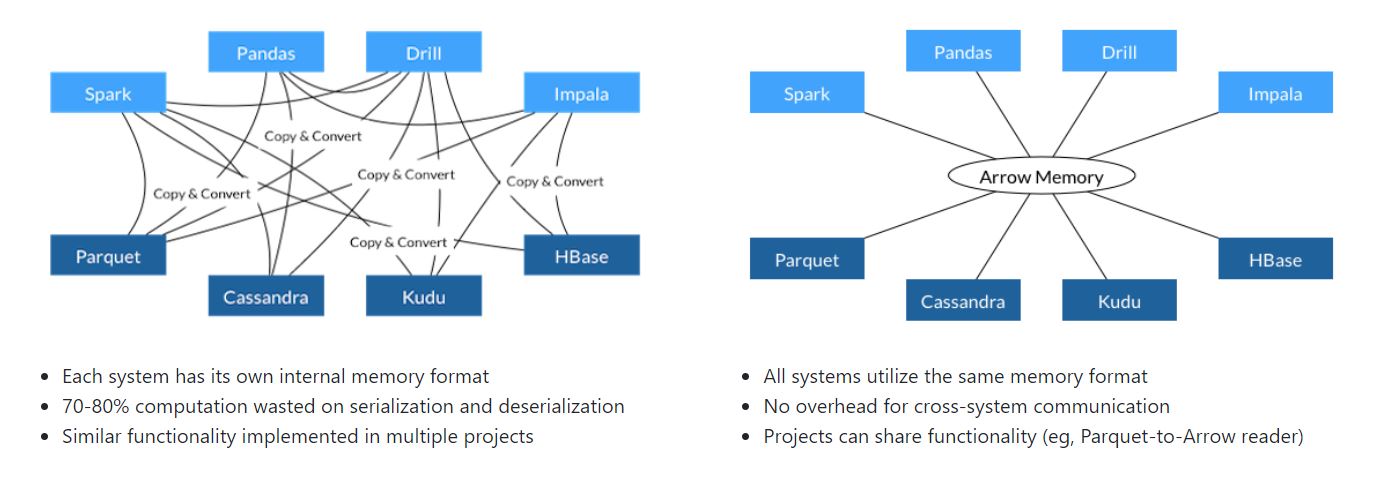 Pandas
Drill
Spark
Impala
Copy & Convert
Copy & Convert
Copy & Convert
Copy & Convert
Copy & Convert
Parquet
HBase
Cassandra
Kudu
• Each system has its own internal memory format
• 70-80% computation wasted on serialization and deserialization
• Similar functionality implemented in multiple projects
Pandas
Drill
Spark
Impala
Arrow Memory
Parquet
HBase
Cassandra
Kudu
• All systems utilize the same memory format
• No overhead for cross-system communication
• Projects can share functionality (eg, Parquet-to-Arrow reader)